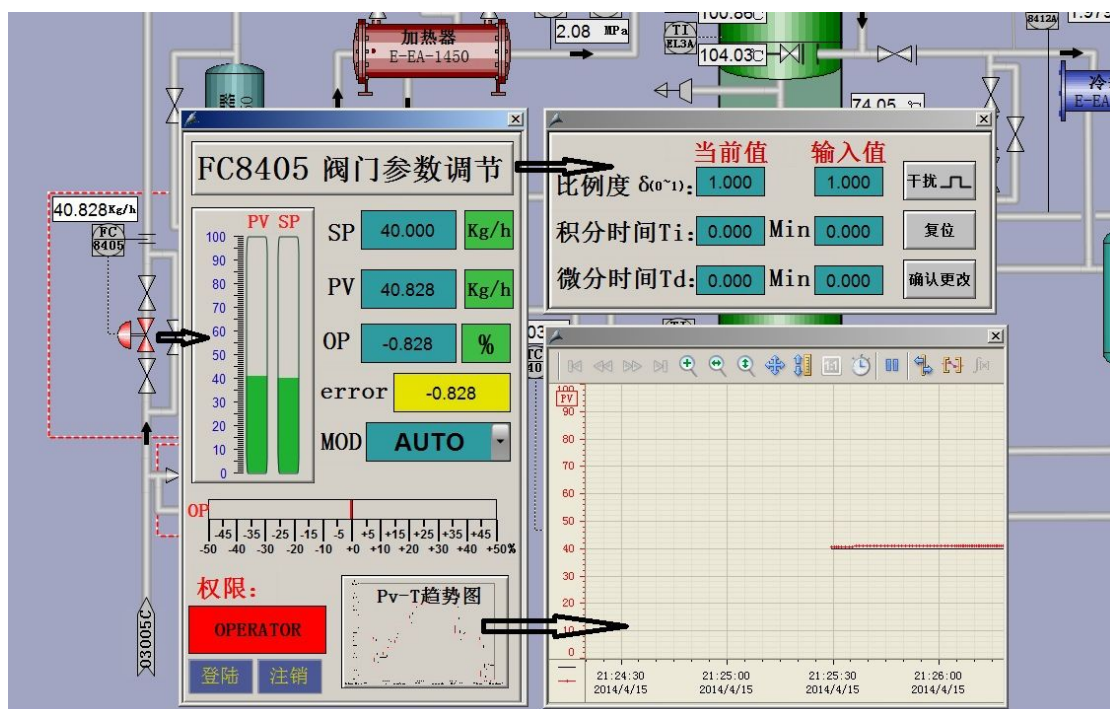 加热器
E-EA-1450
2.08 MPa
TI
EL3A
100.86℃
104.03℃
8412A
74.05 ℃
E-EA
40.828Kg/h
FC
8405
03005C
FC8405 阀门参数调节
PV SP
100
90
80
70
60
50
40
30
20
10
0
SP 40.000 Kg/h
PV 40.828 Kg/h
OP -0.828 %
error -0.828
MOD AUTO
OP
-45 -35 -25 -15 -5 +5 +15 +25 +35 +45
-50 -40 -30 -20 -10 +0 +10 +20 +30 +40 +50%
权限:
OPERATOR
登陆 注销
Pv-T趋势图
当前值 输入值
比例度 δ(0~1): 1.000 1.000 干扰
积分时间Ti: 0.000 Min 0.000 复位
微分时间Td: 0.000 Min 0.000 确认更改
100
PV
90
80
70
60
50
40
30
20
10
0
21:24:30 21:25:00 21:25:30 21:26:00
2014/4/15 2014/4/15 2014/4/15 2014/4/15